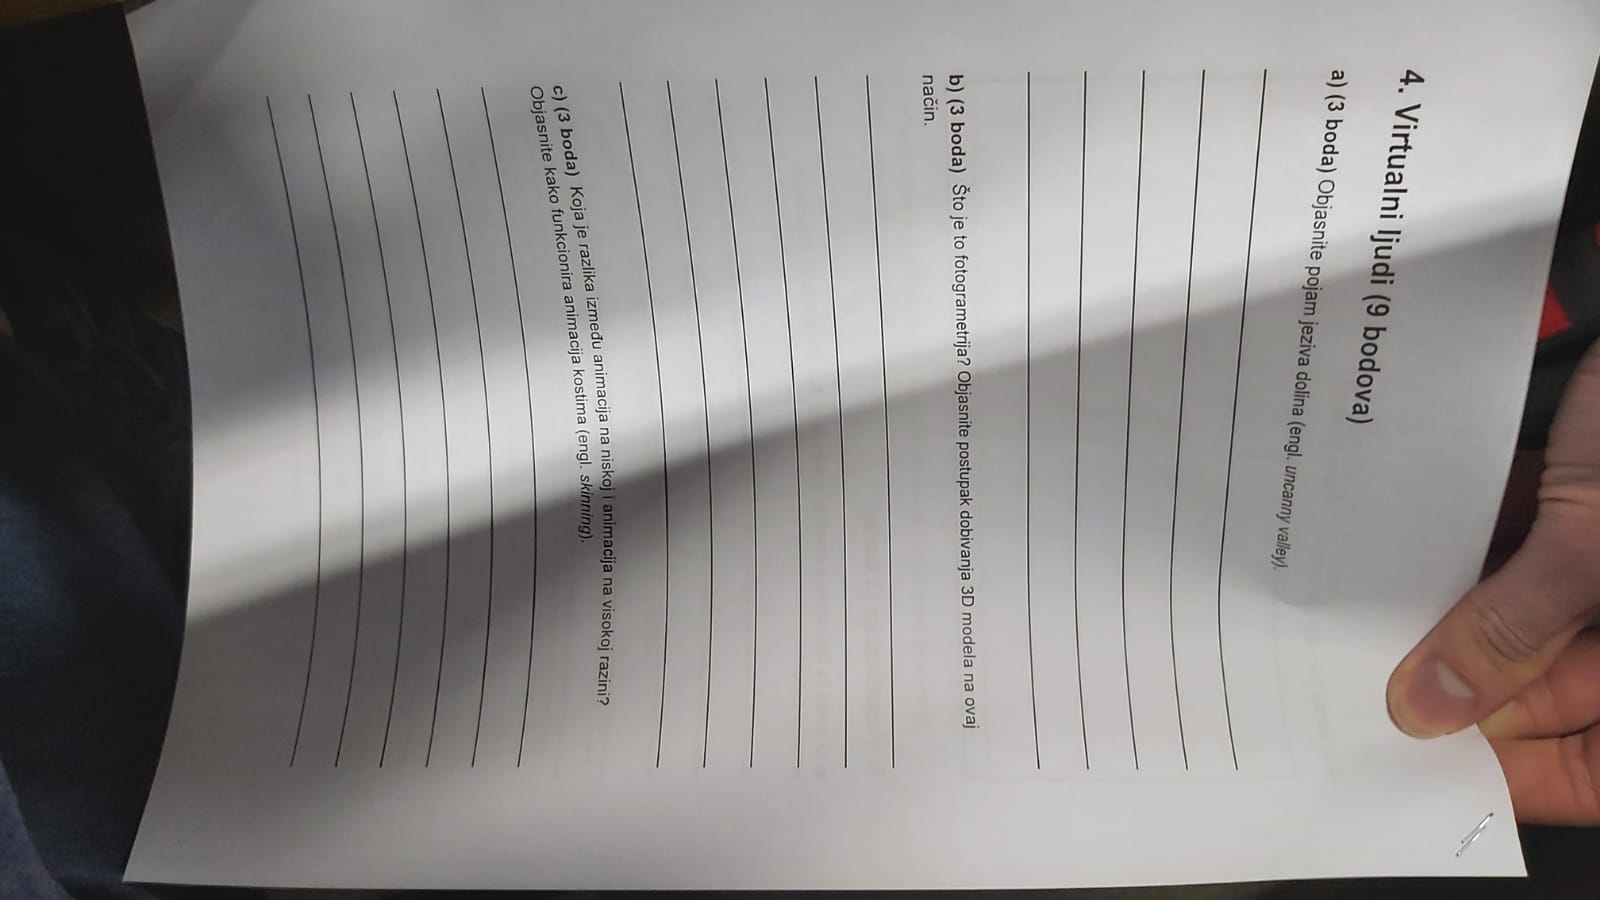 4. Virtualni ljudi (9 bodova)
a) (3 boda) Objasnite pojam jeziva dolina (engl. uncanny valley).
b) (3 boda) Što je to fotogrametrija? Objasnite postupak dobivanja 3D modela na ovaj
način.
c) (3 boda) Koja je razlika između animacija na niskoj i animacija na visokoj razini?
Objasnite kako funkcionira animacija kostima (engl. skinning).